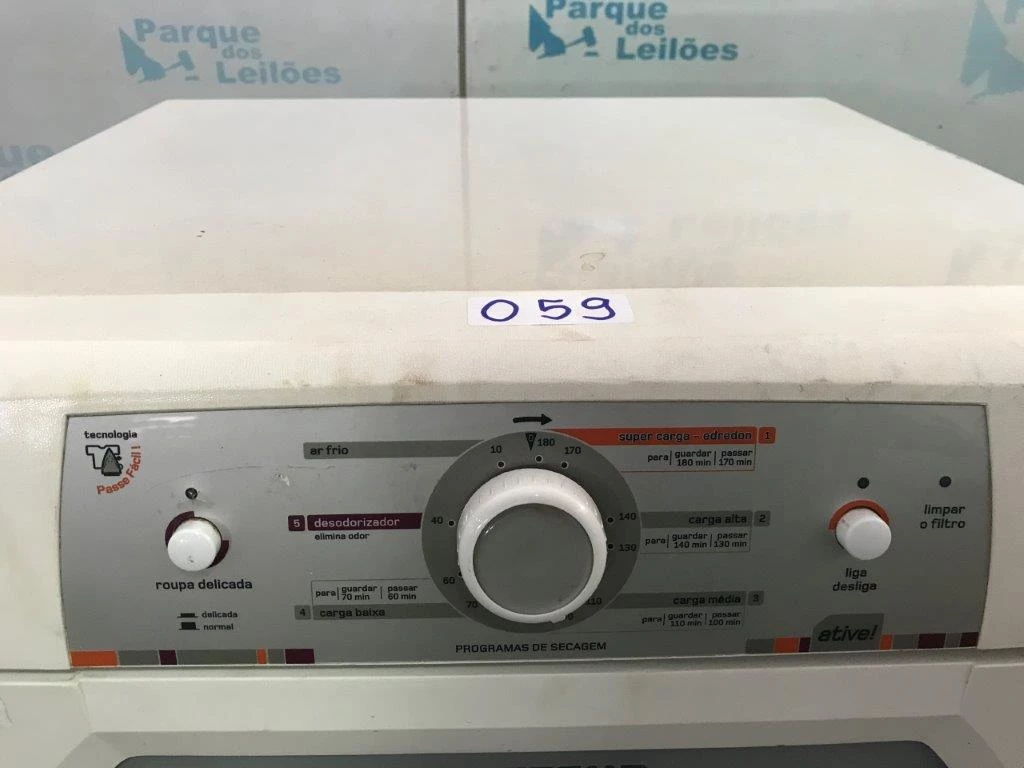 Parque
dos
Leilões
Parque
dos
Leilões
059
tecnologia
Passe Fácil!
roupa delicada
delicada
normal
ar frio
5 desodorizador
elimina odor
para guardar passar
70 min 60 min
4 carga baixa
0
10 180 170
40 140
130
60
70 110
super carga - edredon 1
para guardar passar
180 min 170 min
carga alta 2
para guardar passar
140 min 130 min
carga média 3
para guardar passar
110 min 100 min
PROGRAMAS DE SECAGEM
liga
desliga
limpar
o filtro
ative!